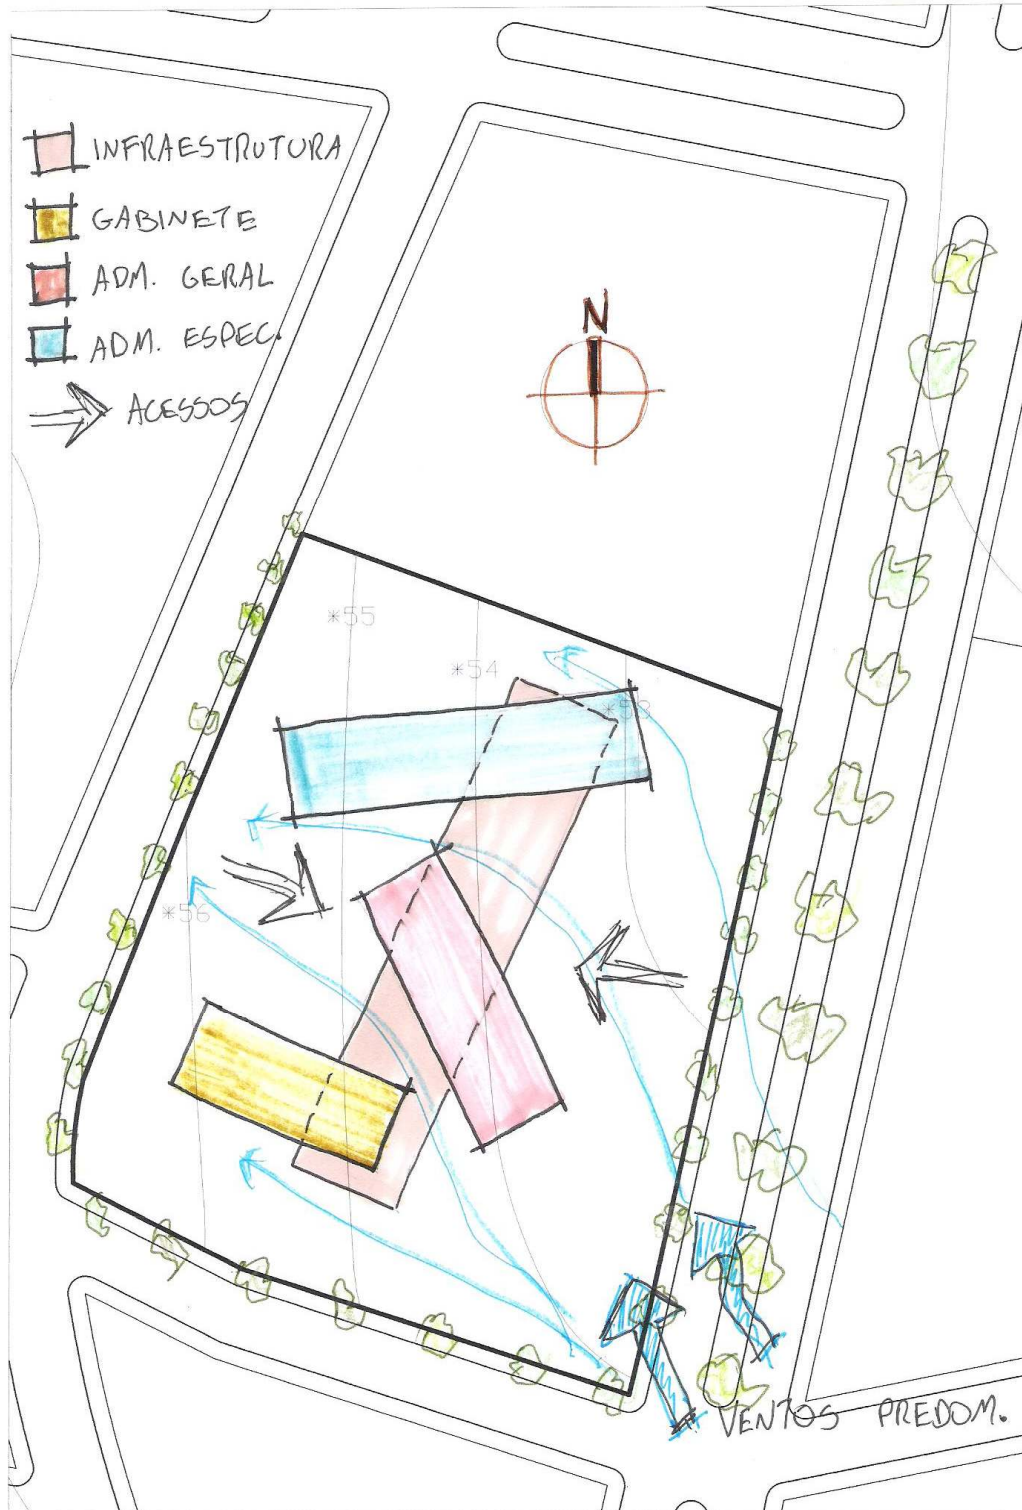 INFRAESTRUTURA
GABINETE
ADM. GERAL
ADM. ESPEC.
ACESSOS
N
*55
*54
*53
*56
VENTOS PREDOM.